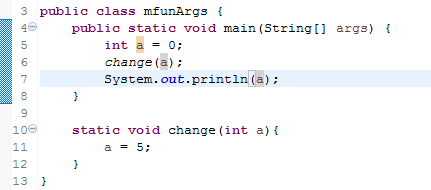 3 public class mfunArgs {
4     public static void main(String[] args) {
5         int a = 0;
6         change(a);
7         System.out.println(a);
8     }
9
10     static void change(int a){
11         a = 5;
12     }
13 }